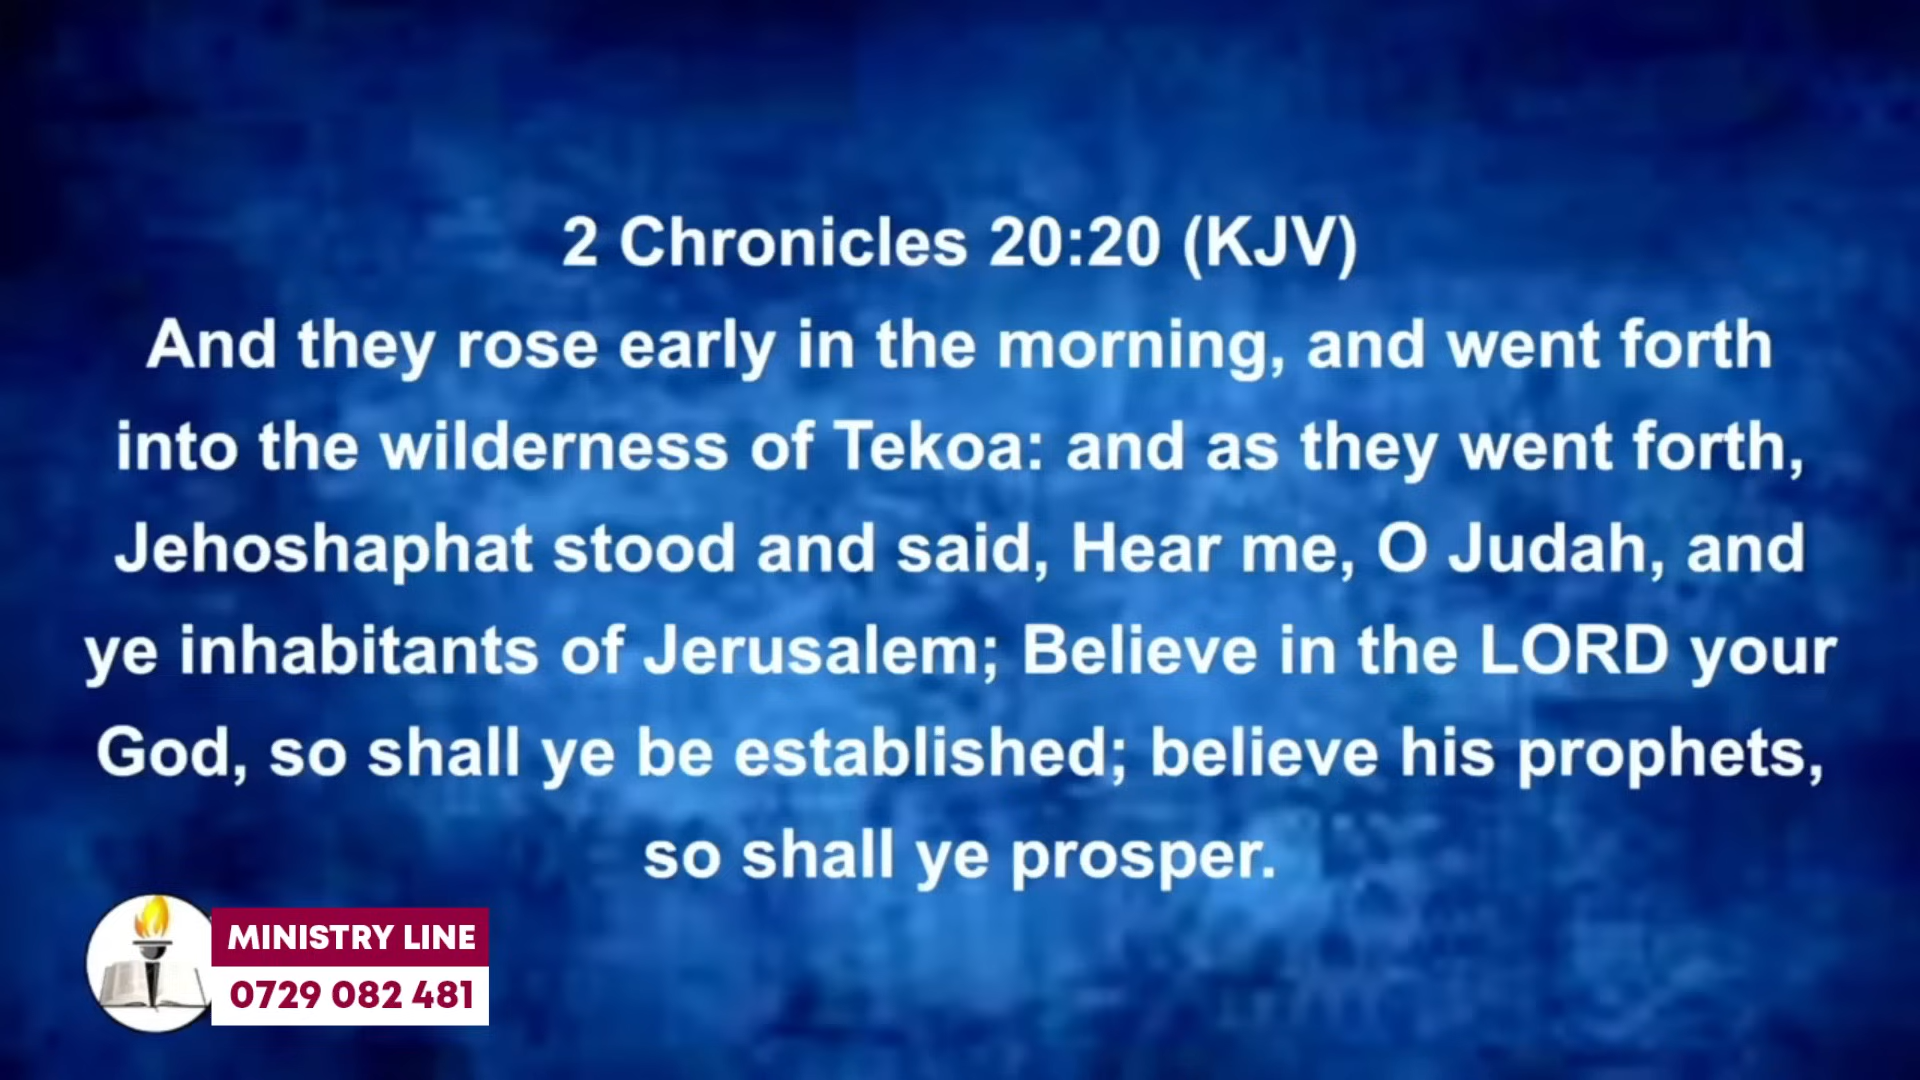 2 Chronicles 20:20 (KJV)
And they rose early in the morning, and went forth
into the wilderness of Tekoa: and as they went forth,
Jehoshaphat stood and said, Hear me, O Judah, and
ye inhabitants of Jerusalem; Believe in the LORD your
God, so shall ye be established; believe his prophets,
so shall ye prosper.
MINISTRY LINE
0729 082 481